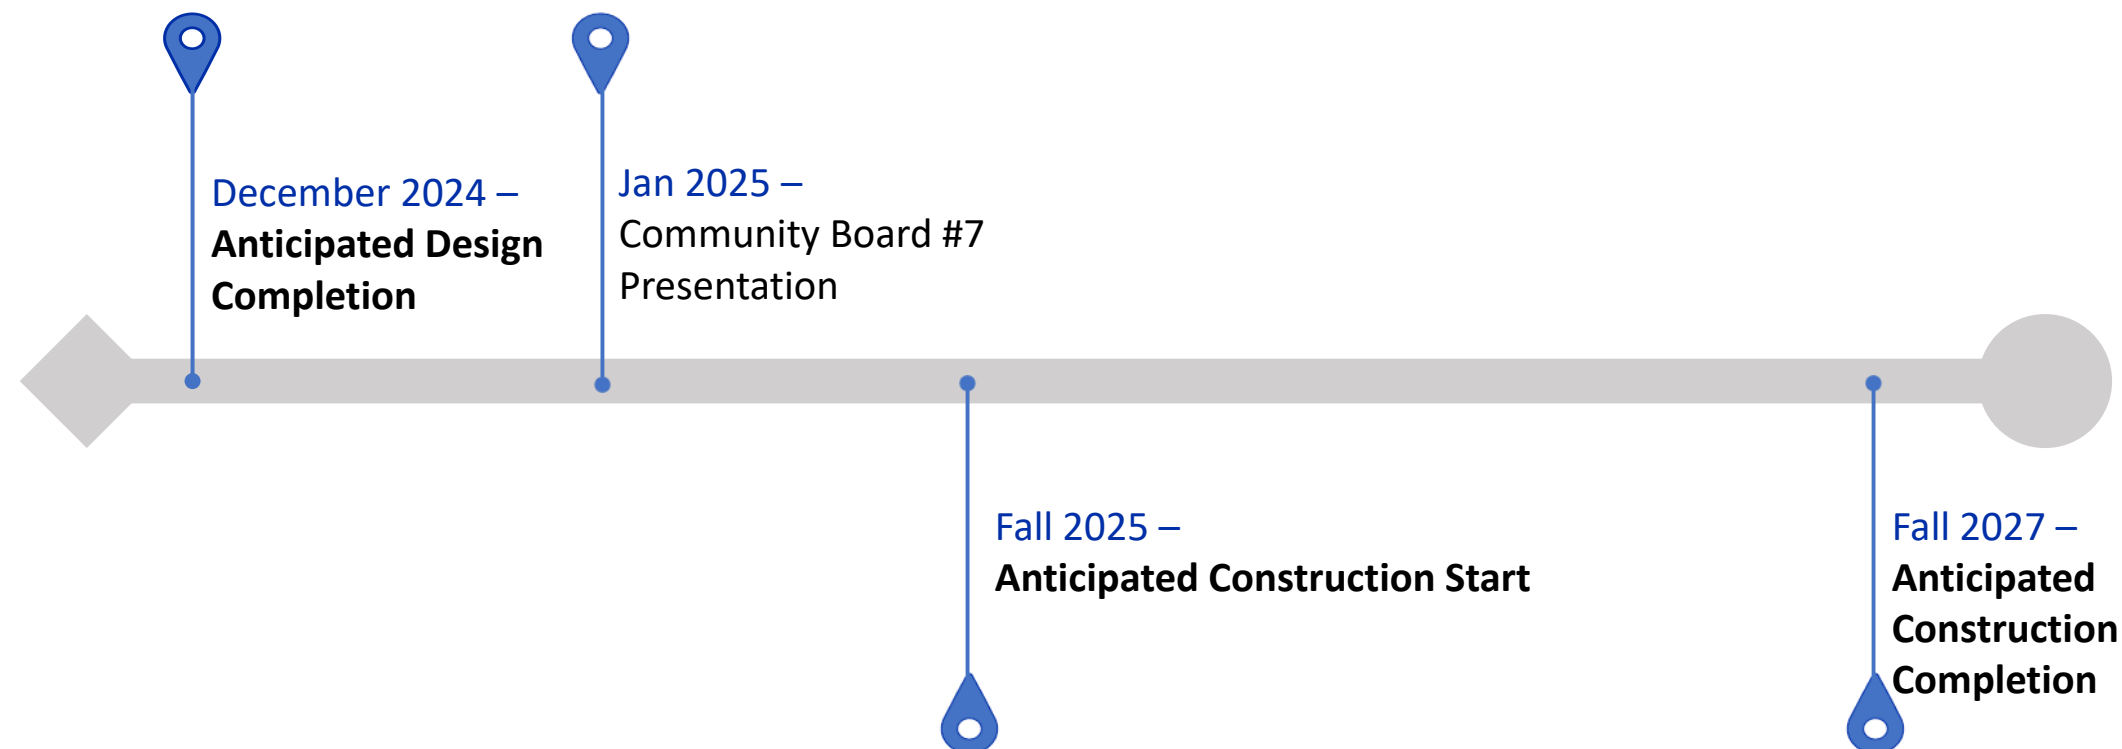 December 2024 –
Anticipated Design
Completion
Jan 2025 –
Community Board #7
Presentation
Fall 2025 –
Anticipated Construction Start
Fall 2027 –
Anticipated
Construction
Completion